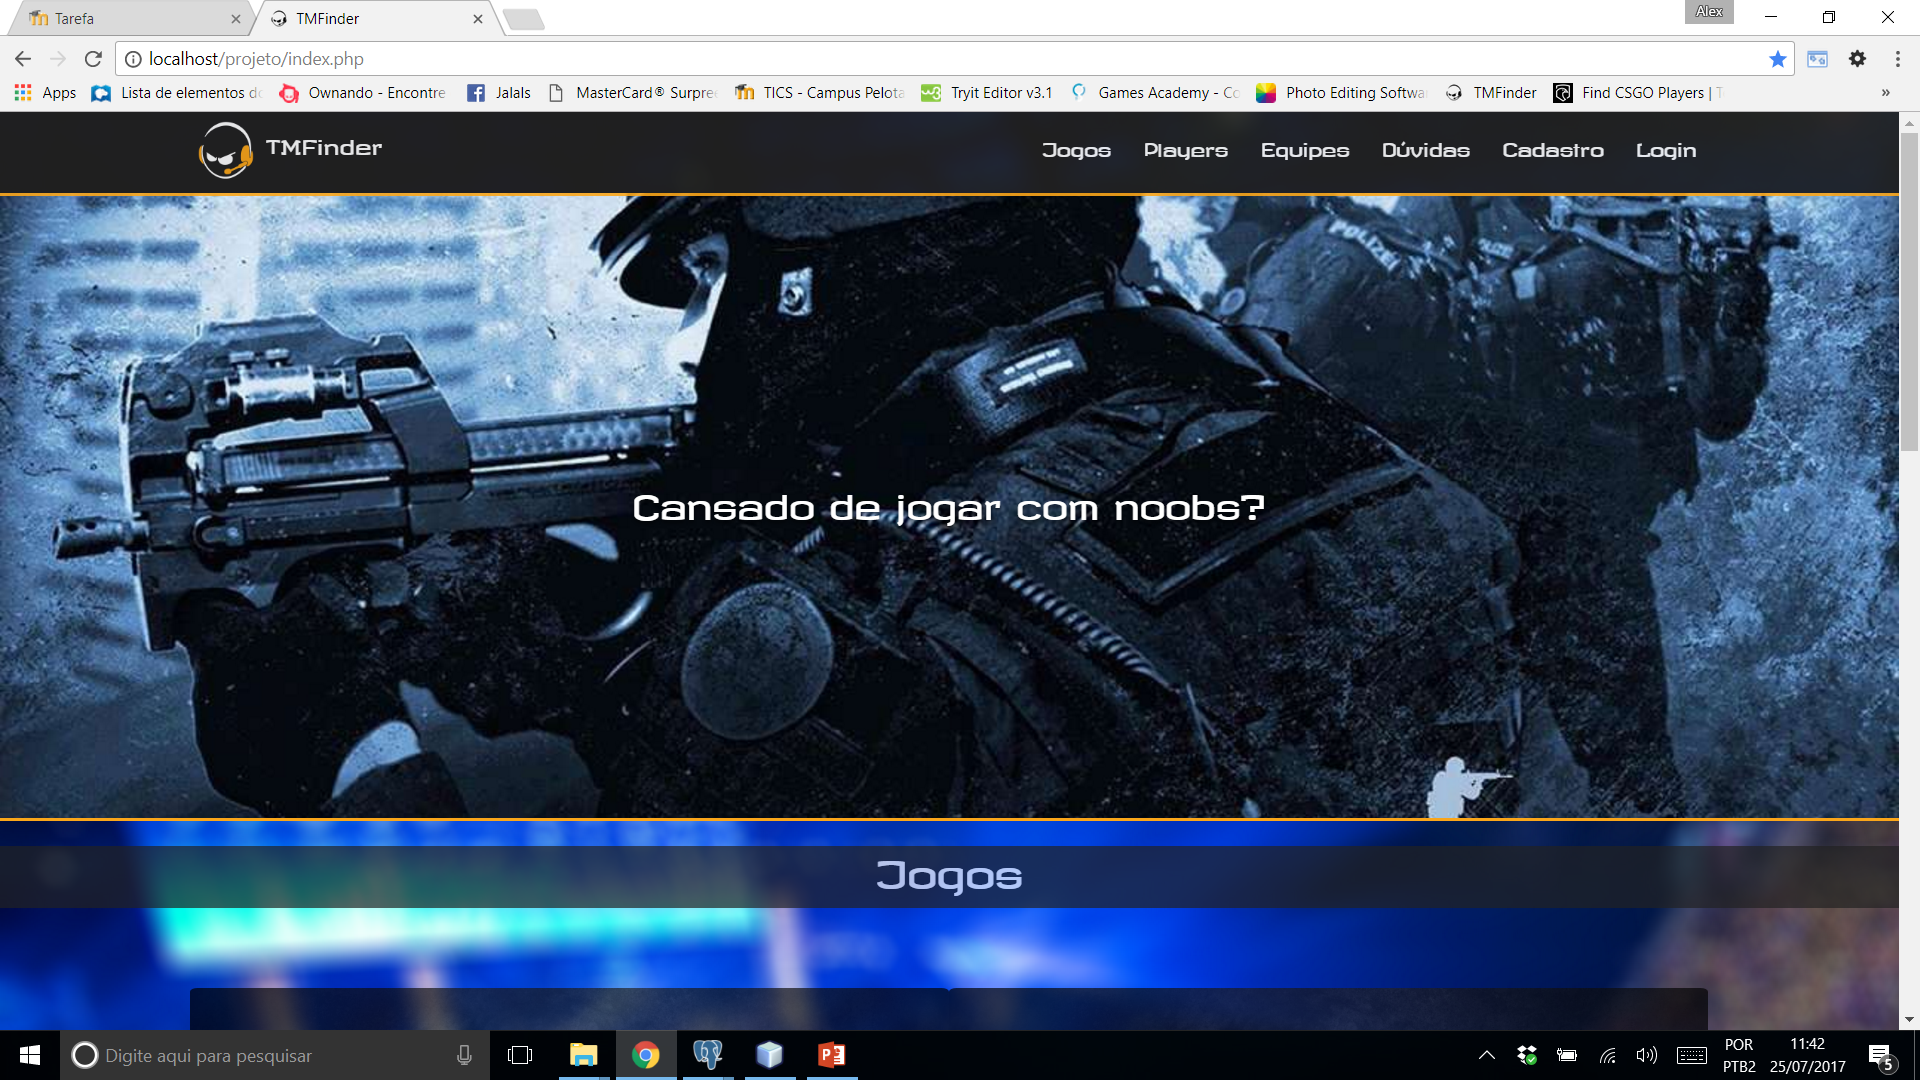 Tarefa
TMFinder
Alex
localhost/projeto/index.php
Apps
Lista de elementos do
Ownando - Encontre
Jalals
MasterCard® Surpre
TICS - Campus Pelota
Tryit Editor v3.1
Games Academy - Co
Photo Editing Softwa
TMFinder
Find CSGO Players | T
TMFinder
Jogos
Players
Equipes
Dúvidas
Cadastro
Login
POLIZEI
Cansado de jogar com noobs?
Jogos
Digite aqui para pesquisar
POR
PTB2
11:42
25/07/2017
5